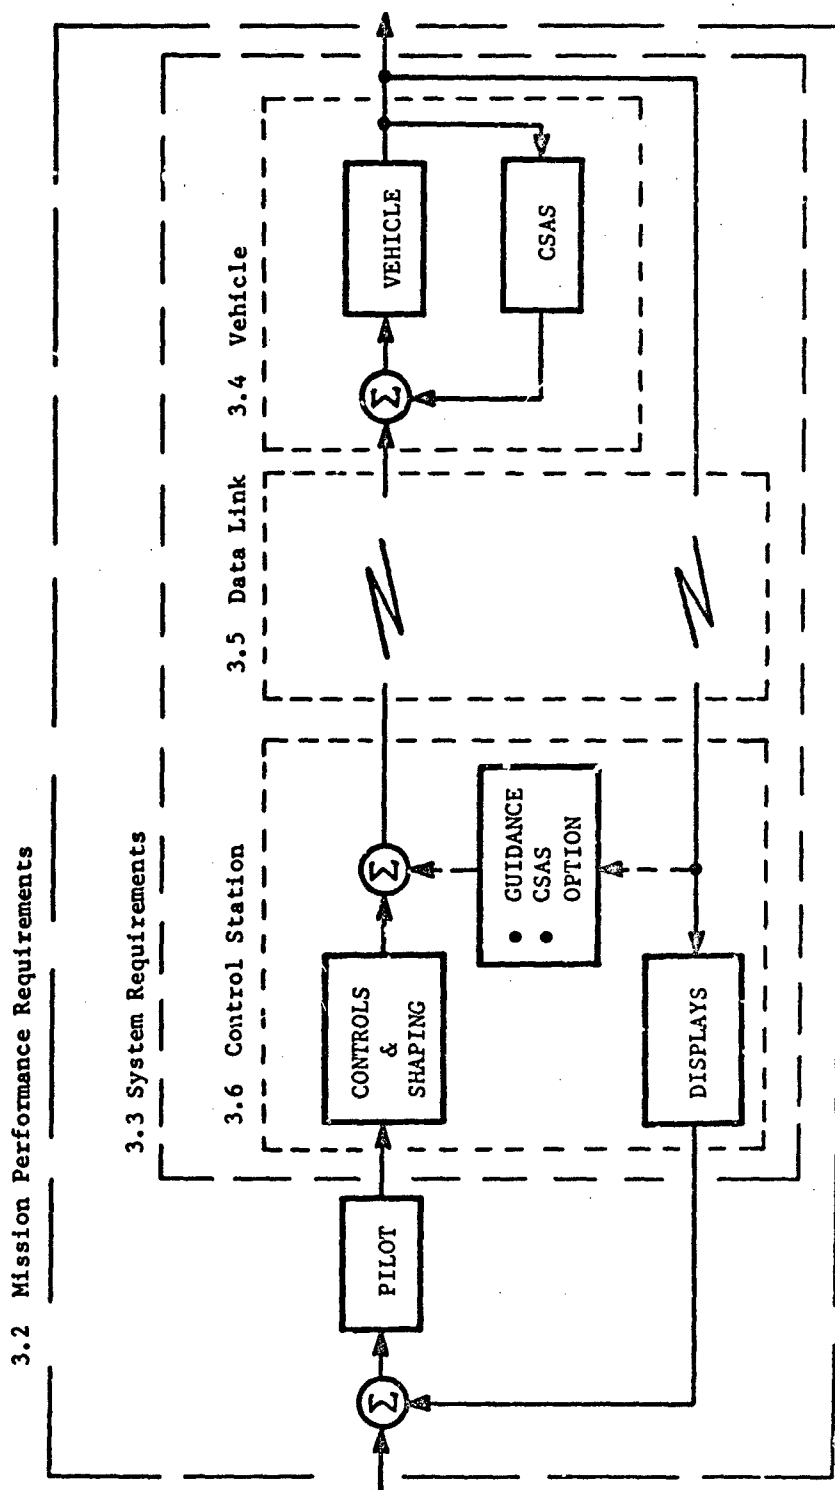 3.2 Mission Performance Requirements
3.3 System Requirements
3.6 Control Station
3.5 Data Link
3.4 Vehicle
Σ
PILOT
CONTROLS
&
SHAPING
Σ
Σ
VEHICLE
CSAS
• GUIDANCE
• CSAS
OPTION
DISPLAYS